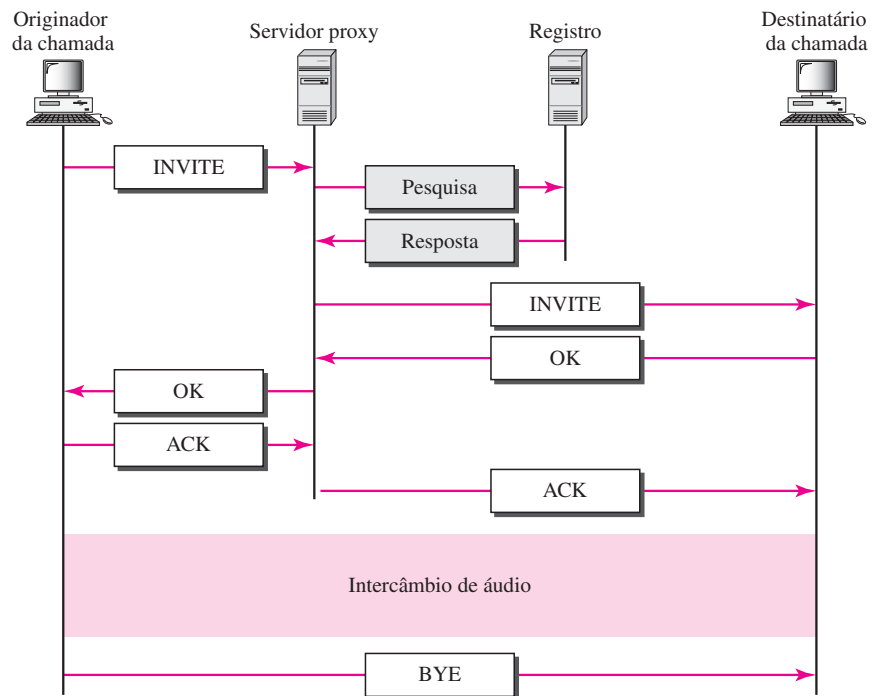 Originador
da chamada
Servidor proxy
Registro
Destinatário
da chamada
INVITE
Pesquisa
Resposta
INVITE
OK
OK
ACK
ACK
Intercâmbio de áudio
BYE